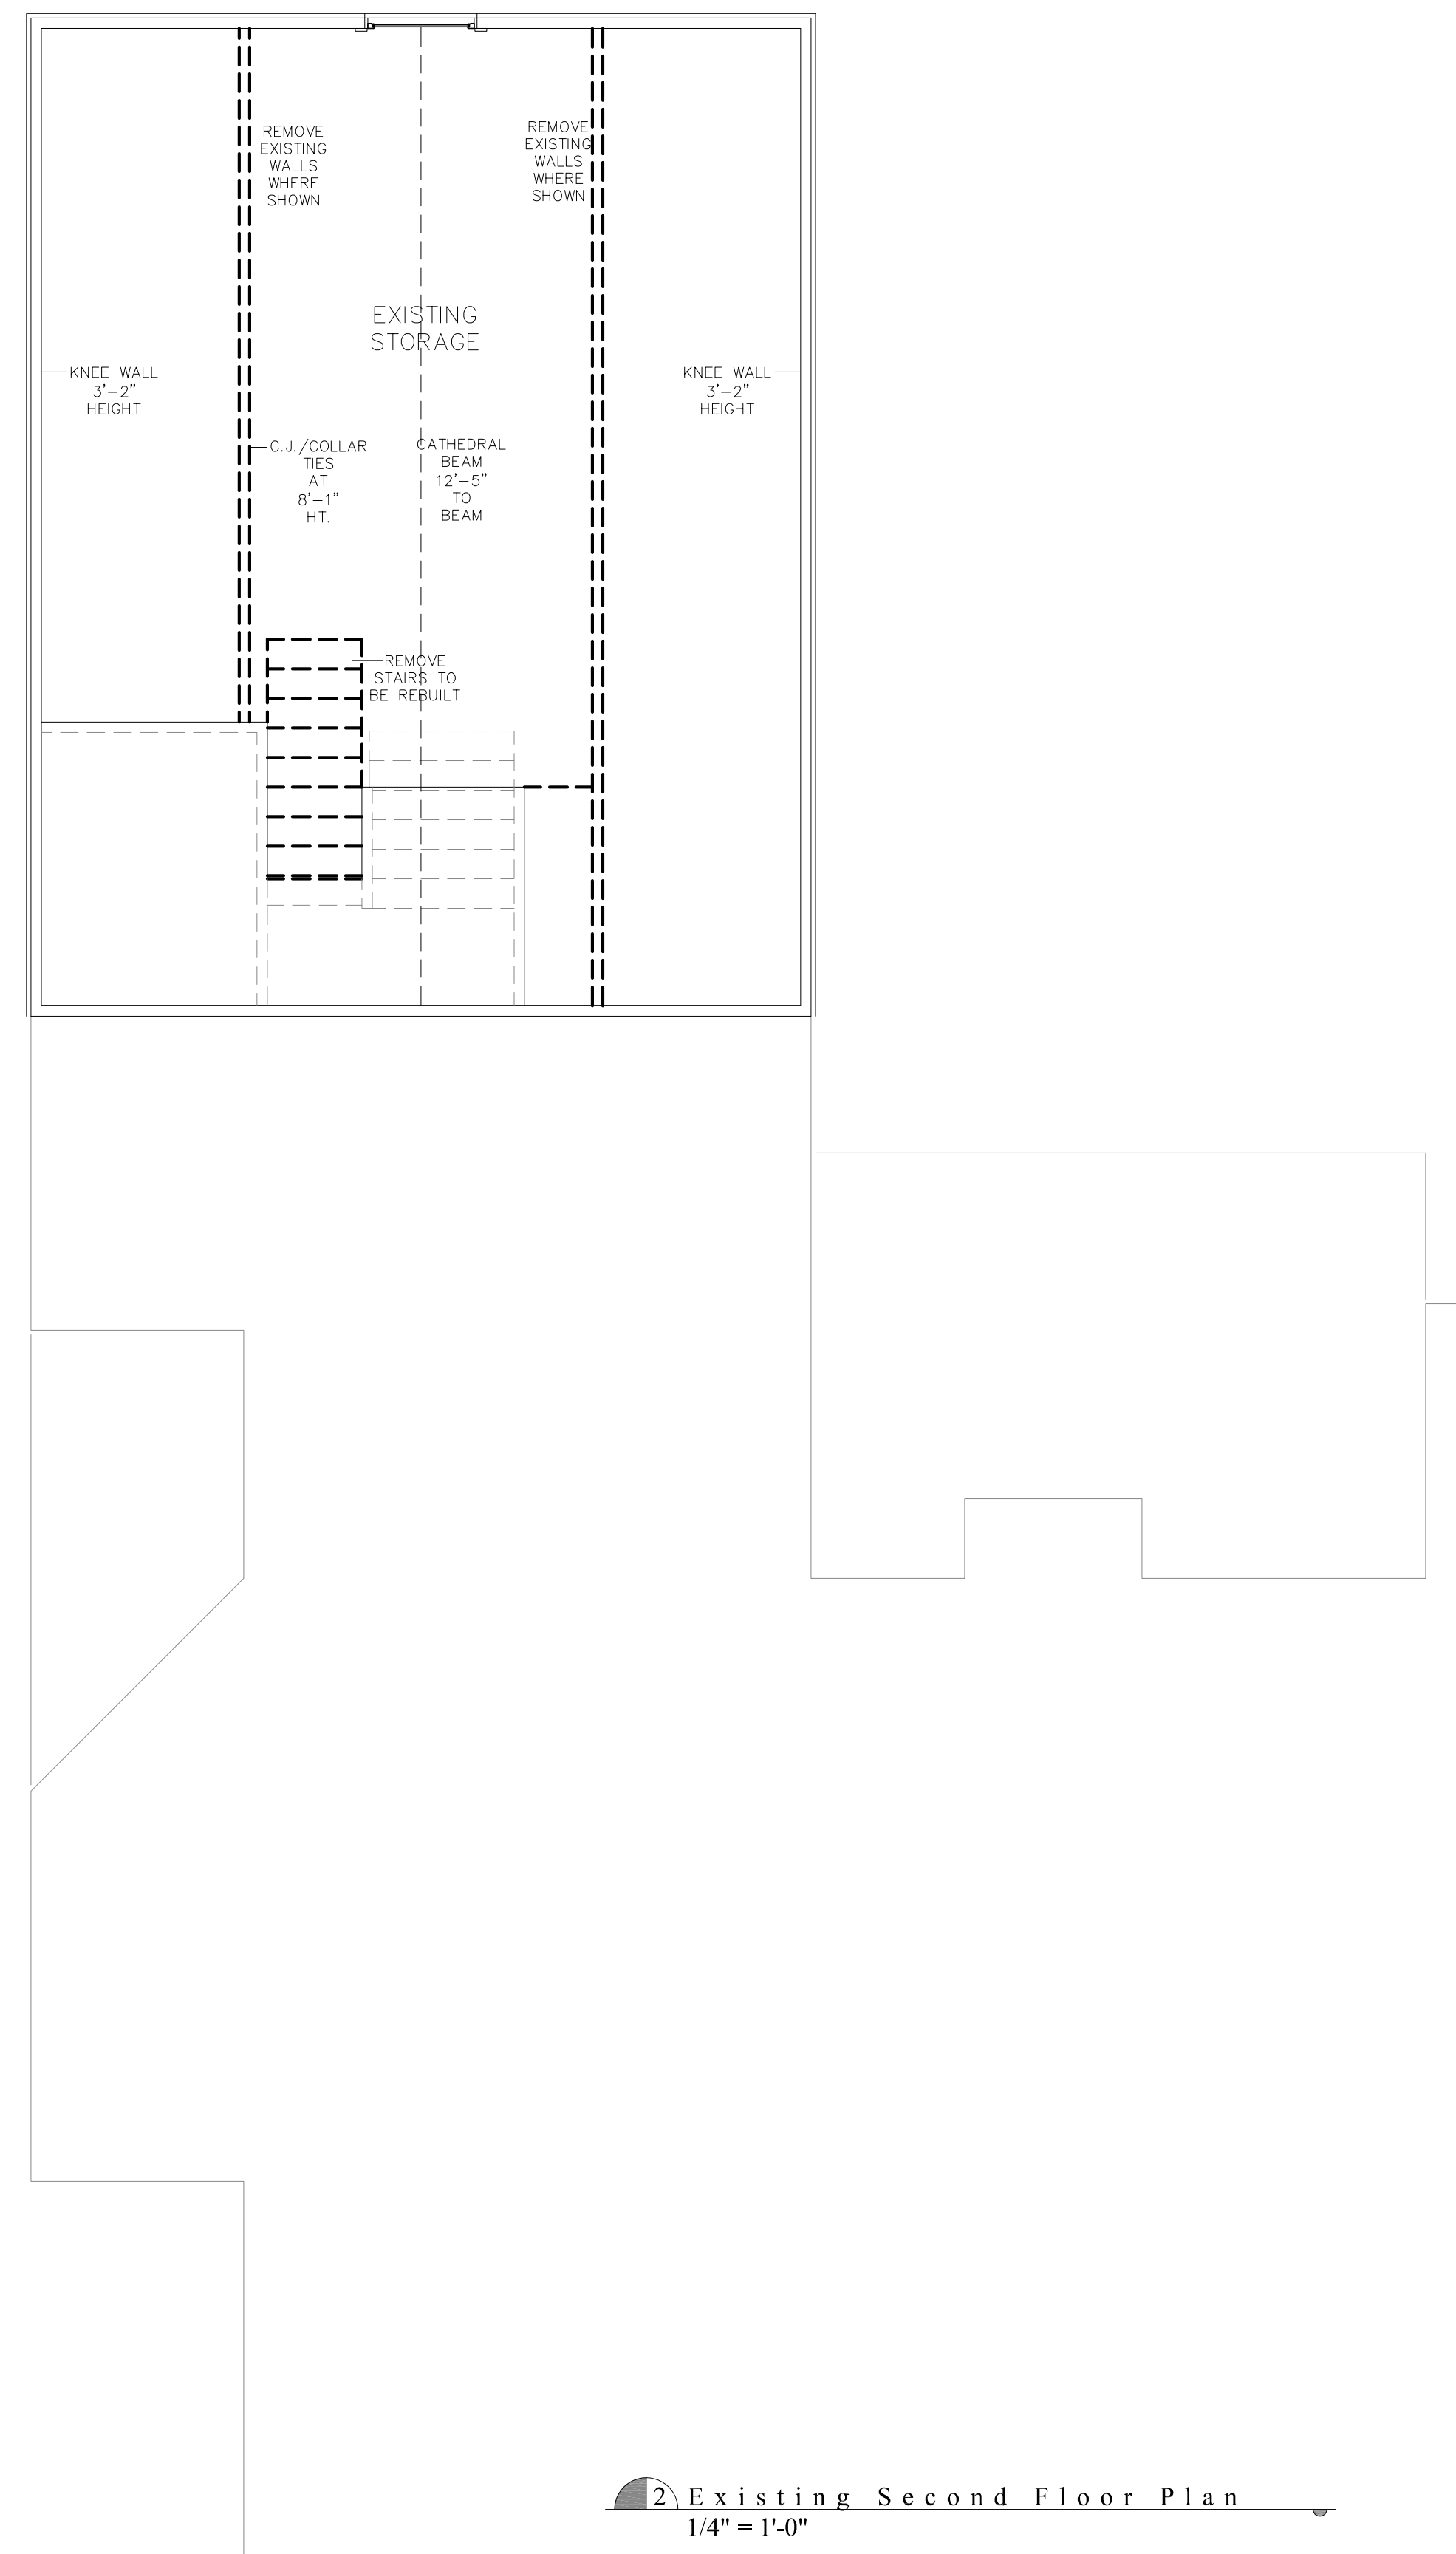 REMOVE
EXISTING
WALLS
WHERE
SHOWN
REMOVE
EXISTING
WALLS
WHERE
SHOWN
EXISTING
STORAGE
KNEE WALL
3'-2"
HEIGHT
KNEE WALL
3'-2"
HEIGHT
C.J./COLLAR
TIES
AT
8'-1"
HT.
CATHEDRAL
BEAM
12'-5"
TO
BEAM
REMOVE
STAIRS TO
BE REBUILT
2 Existing Second Floor Plan
1/4" = 1'-0"